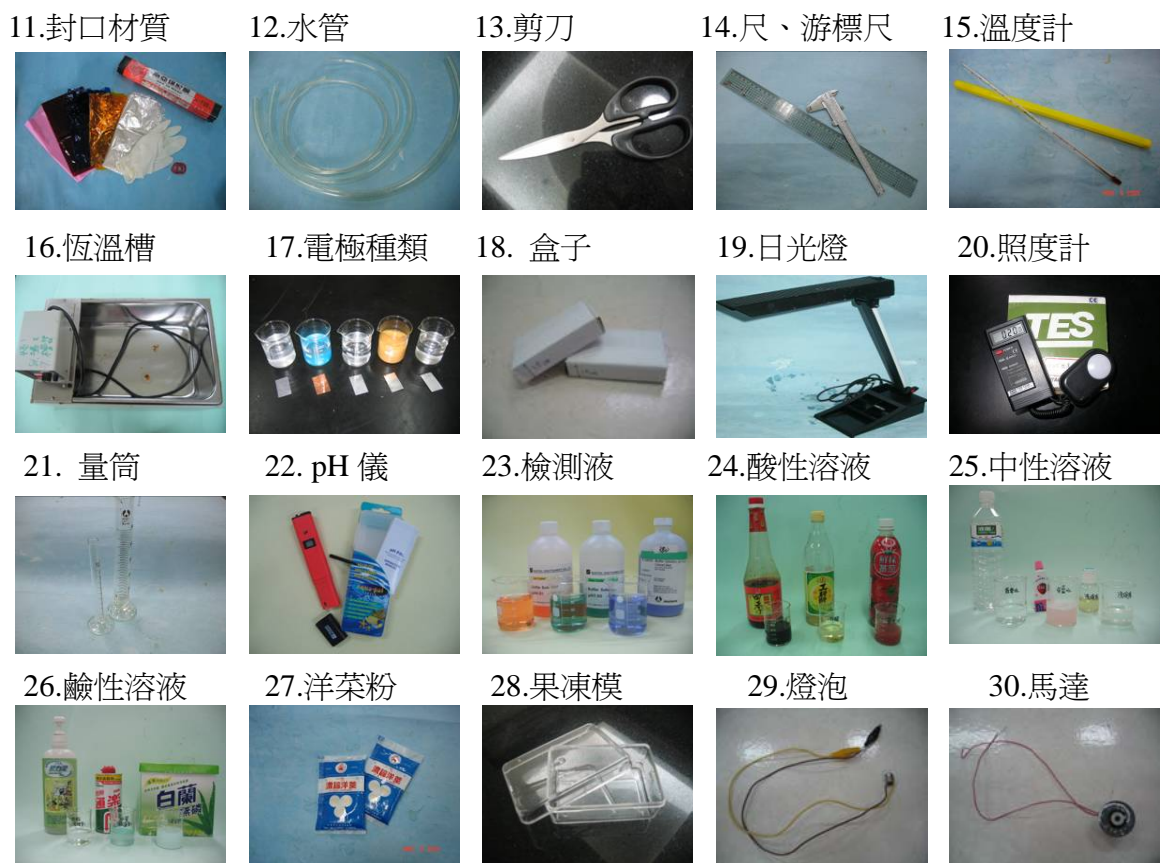 11.封口材質
12.水管
13.剪刀
14.尺、游標尺
15.溫度計
16.恆溫槽
17.電極種類
18. 盒子
19.日光燈
20.照度計
TES
21. 量筒
22. pH 儀
23.檢測液
24.酸性溶液
25.中性溶液
26.鹼性溶液
白蘭
27.洋菜粉
28.果凍模
29.燈泡
30.馬達